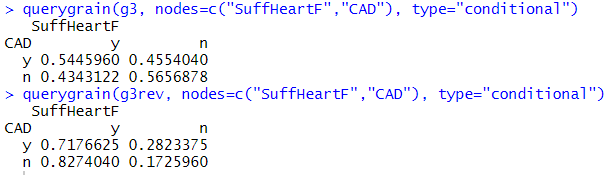 > querygrain(g3, nodes=c("SuffHeartF","CAD"), type="conditional")
   SuffHeartF
CAD         y         n
  y 0.5445960 0.4554040
  n 0.4343122 0.5656878
> querygrain(g3rev, nodes=c("SuffHeartF","CAD"), type="conditional")
   SuffHeartF
CAD         y         n
  y 0.7176625 0.2823375
  n 0.8274040 0.1725960